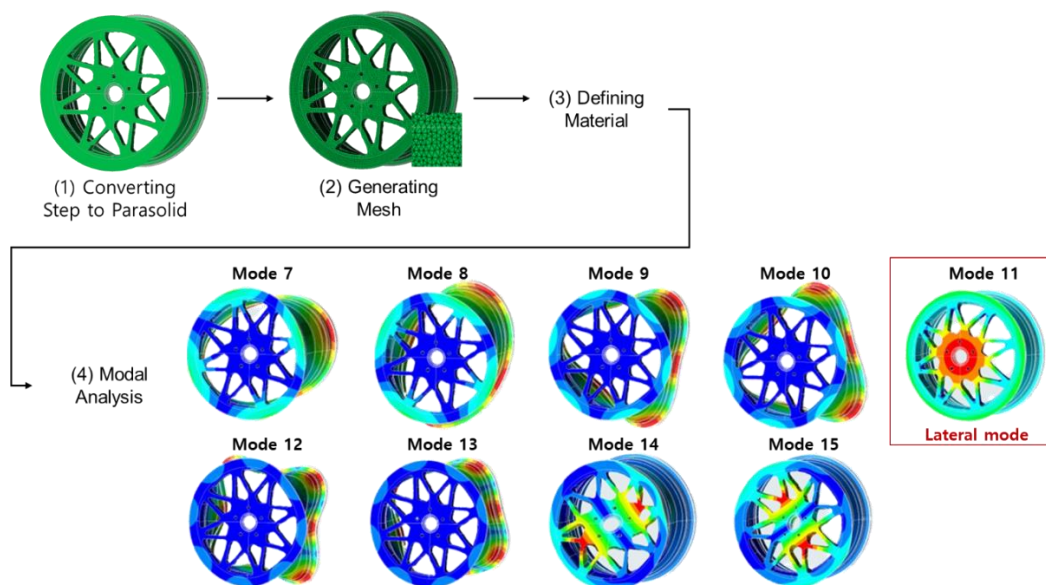 (1) Converting
Step to Parasolid
(2) Generating
Mesh
(3) Defining
Material
(4) Modal
Analysis
Mode 7
Mode 8
Mode 9
Mode 10
Mode 11
Lateral mode
Mode 12
Mode 13
Mode 14
Mode 15